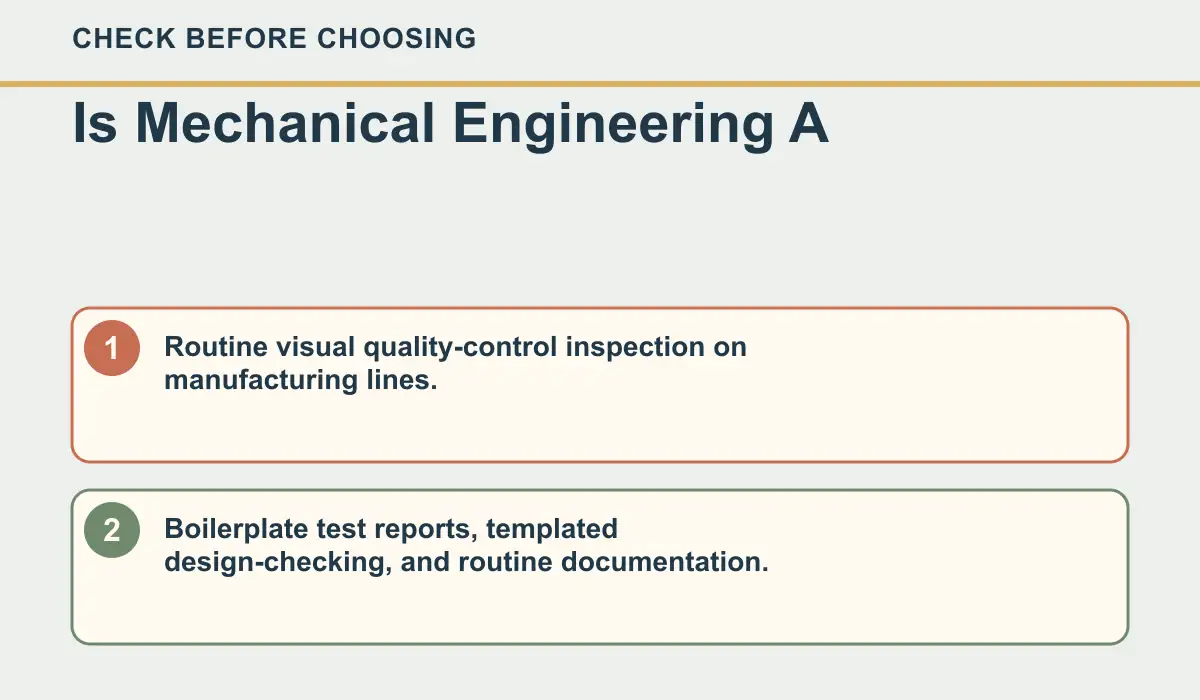 CHECK BEFORE CHOOSING
Is Mechanical Engineering A
1
Routine visual quality-control inspection on
manufacturing lines.
2
Boilerplate test reports, templated
design-checking, and routine documentation.